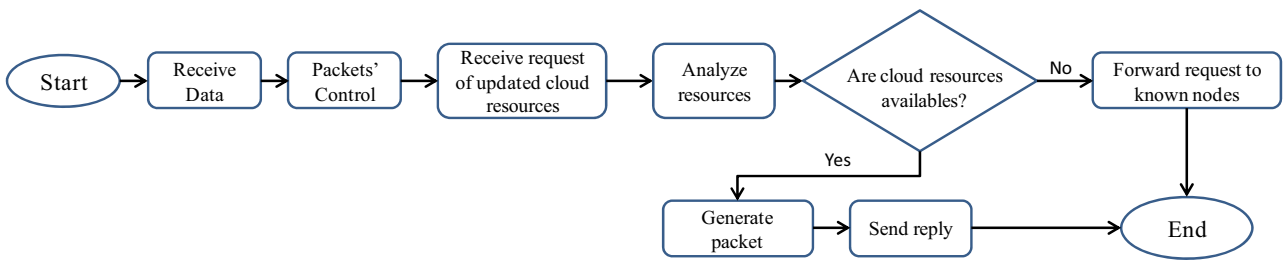 Start
Receive
Data
Packets'
Control
Receive request
of updated cloud
resources
Analyze
resources
Are cloud resources
availables?
No
Forward request to
known nodes
Yes
Generate
packet
Send reply
End